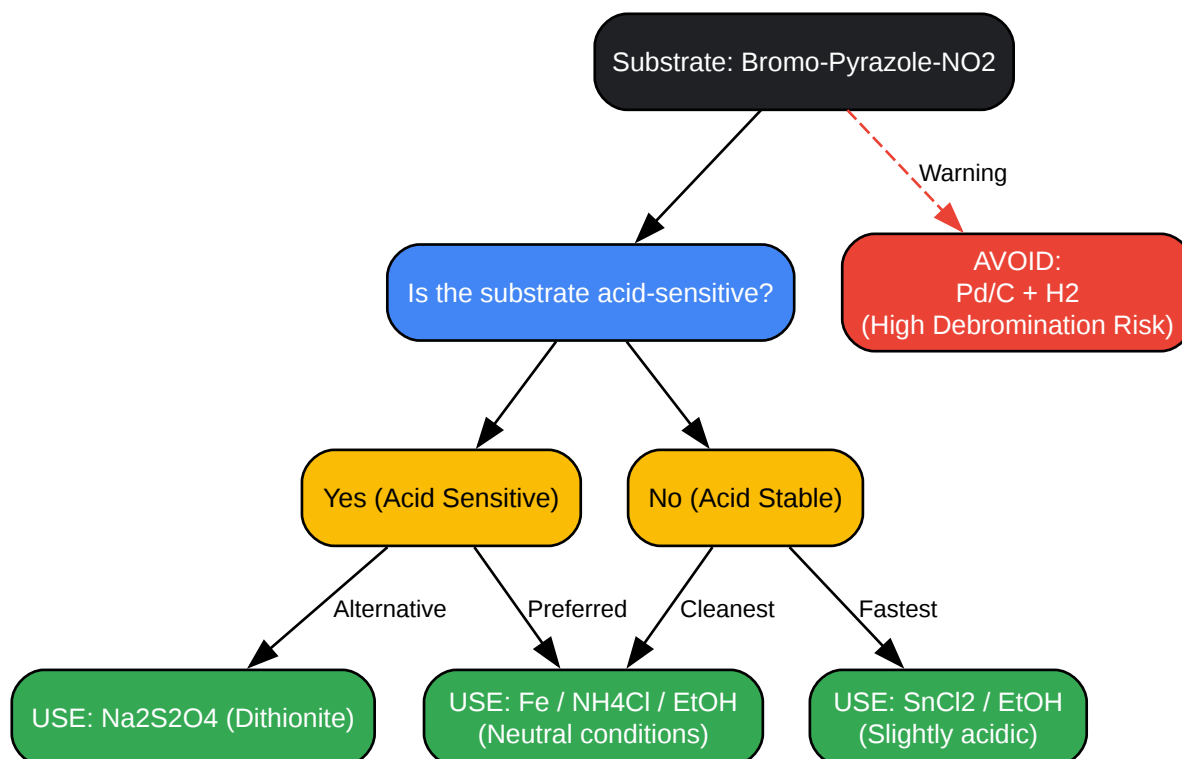 Substrate: Bromo-Pyrazole-NO2
Warning
Is the substrate acid-sensitive?
AVOID:
Pd/C + H2
(High Debromination Risk)
Yes (Acid Sensitive)
No (Acid Stable)
Alternative
Preferred
Cleanest
Fastest
USE: Na2S2O4 (Dithionite)
USE: Fe / NH4Cl / EtOH
(Neutral conditions)
USE: SnCl2 / EtOH
(Slightly acidic)